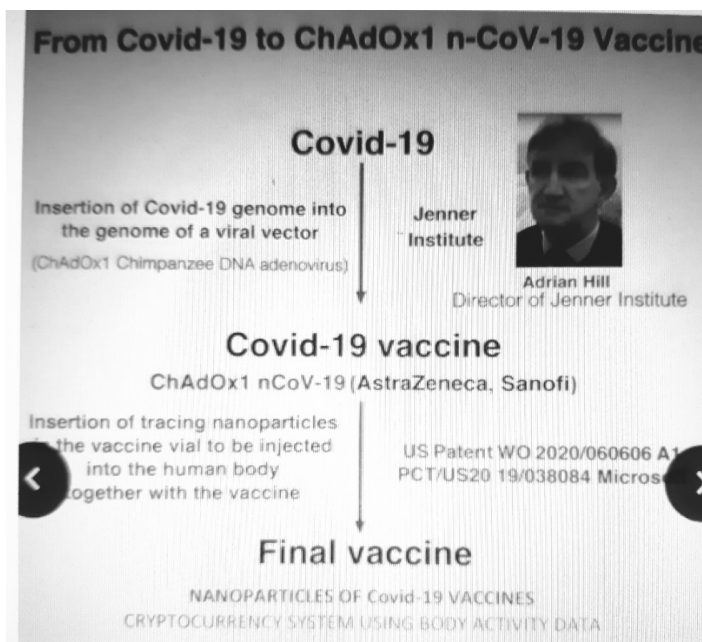 From Covid-19 to ChAdOx1 n-CoV-19 Vaccine
Covid-19
Insertion of Covid-19 genome into
the genome of a viral vector
(ChAdOx1 Chimpanzee DNA adenovirus)
Jenner
Institute
Adrian Hill
Director of Jenner Institute
Covid-19 vaccine
ChAdOx1 nCoV-19 (AstraZeneca, Sanofi)
Insertion of tracing nanoparticles
the vaccine vial to be injected
into the human body
together with the vaccine
US Patent WO 2020/060606 A1
PCT/US20 19/038084 Microso
Final vaccine
NANOPARTICLES OF Covid-19 VACCINES
CRYPTOCURRENCY SYSTEM USING BODY ACTIVITY DATA